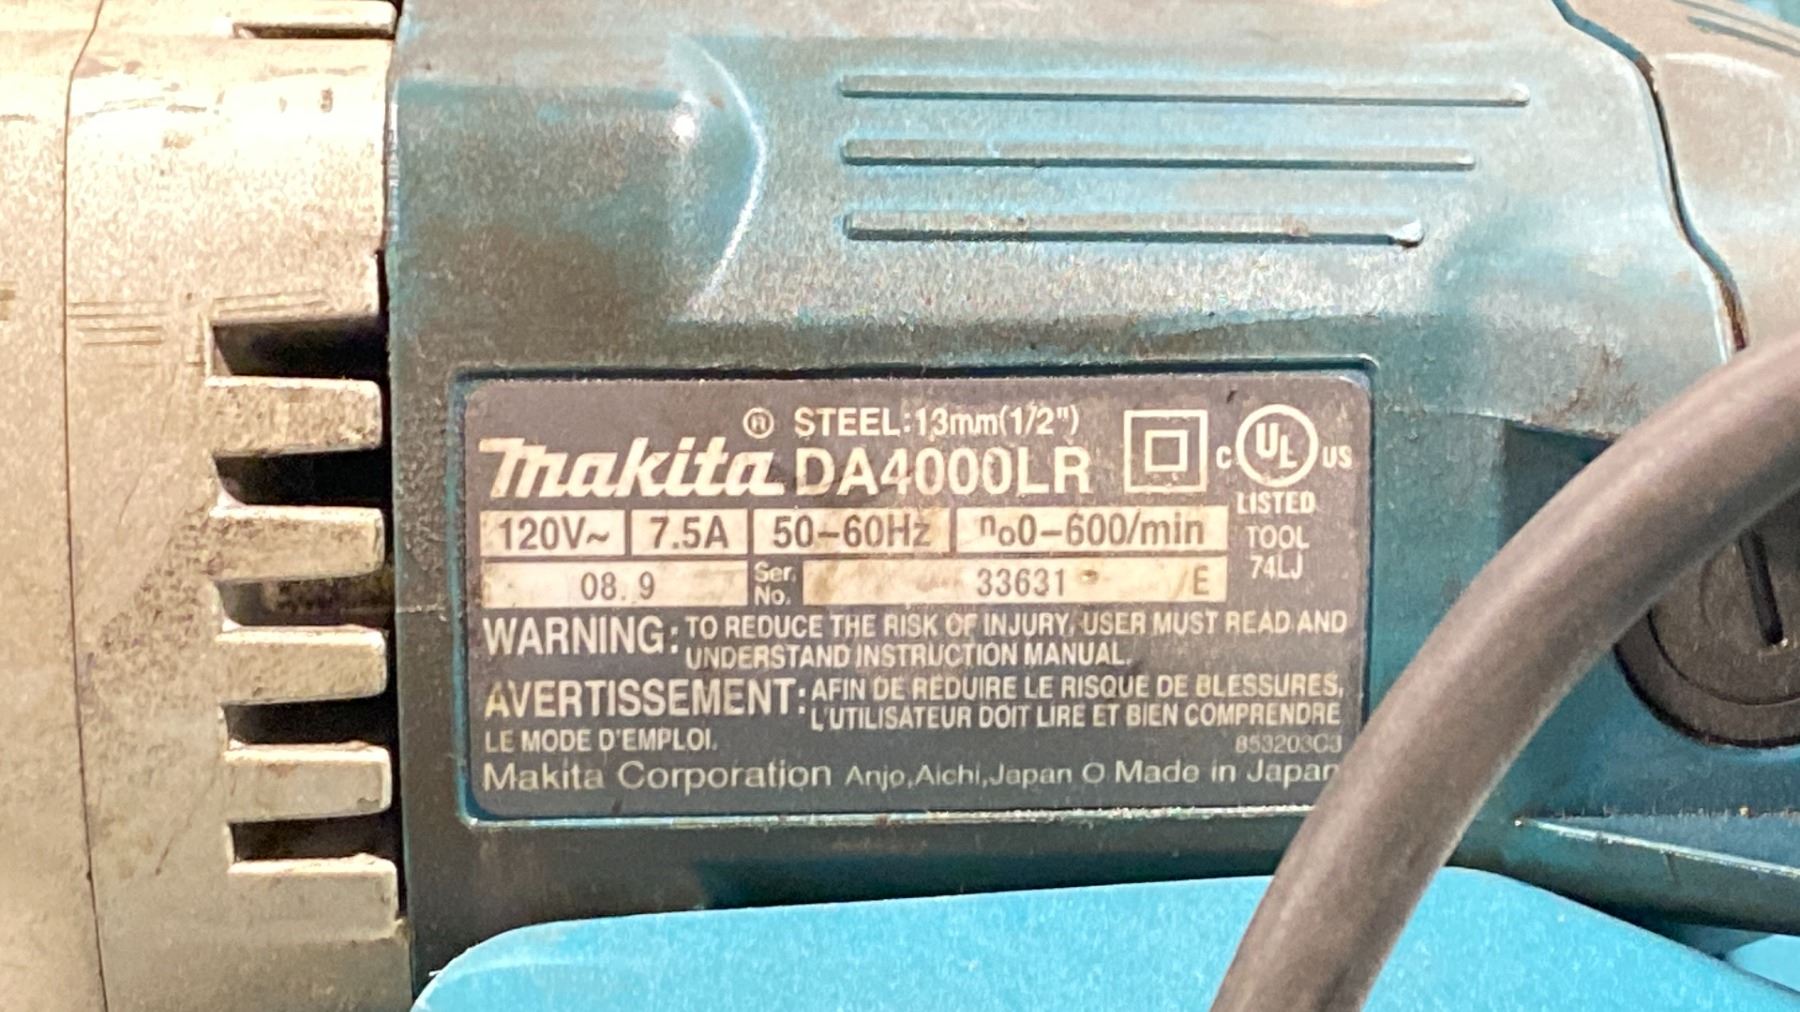 ® STEEL:13mm(1/2")
Makita DA4000LR
C UL US
LISTED
120V~ 7.5A 50-60Hz no0-600/min
TOOL
74LJ
08. 9 Ser. No. 33631 E
WARNING: TO REDUCE THE RISK OF INJURY, USER MUST READ AND
UNDERSTAND INSTRUCTION MANUAL.
AVERTISSEMENT: AFIN DE REDUIRE LE RISQUE DE BLESSURES,
L'UTILISATEUR DOIT LIRE ET BIEN COMPRENDRE
LE MODE D'EMPLOI.
853203C3
Makita Corporation Anjo,Aichi,Japan O Made in Japan